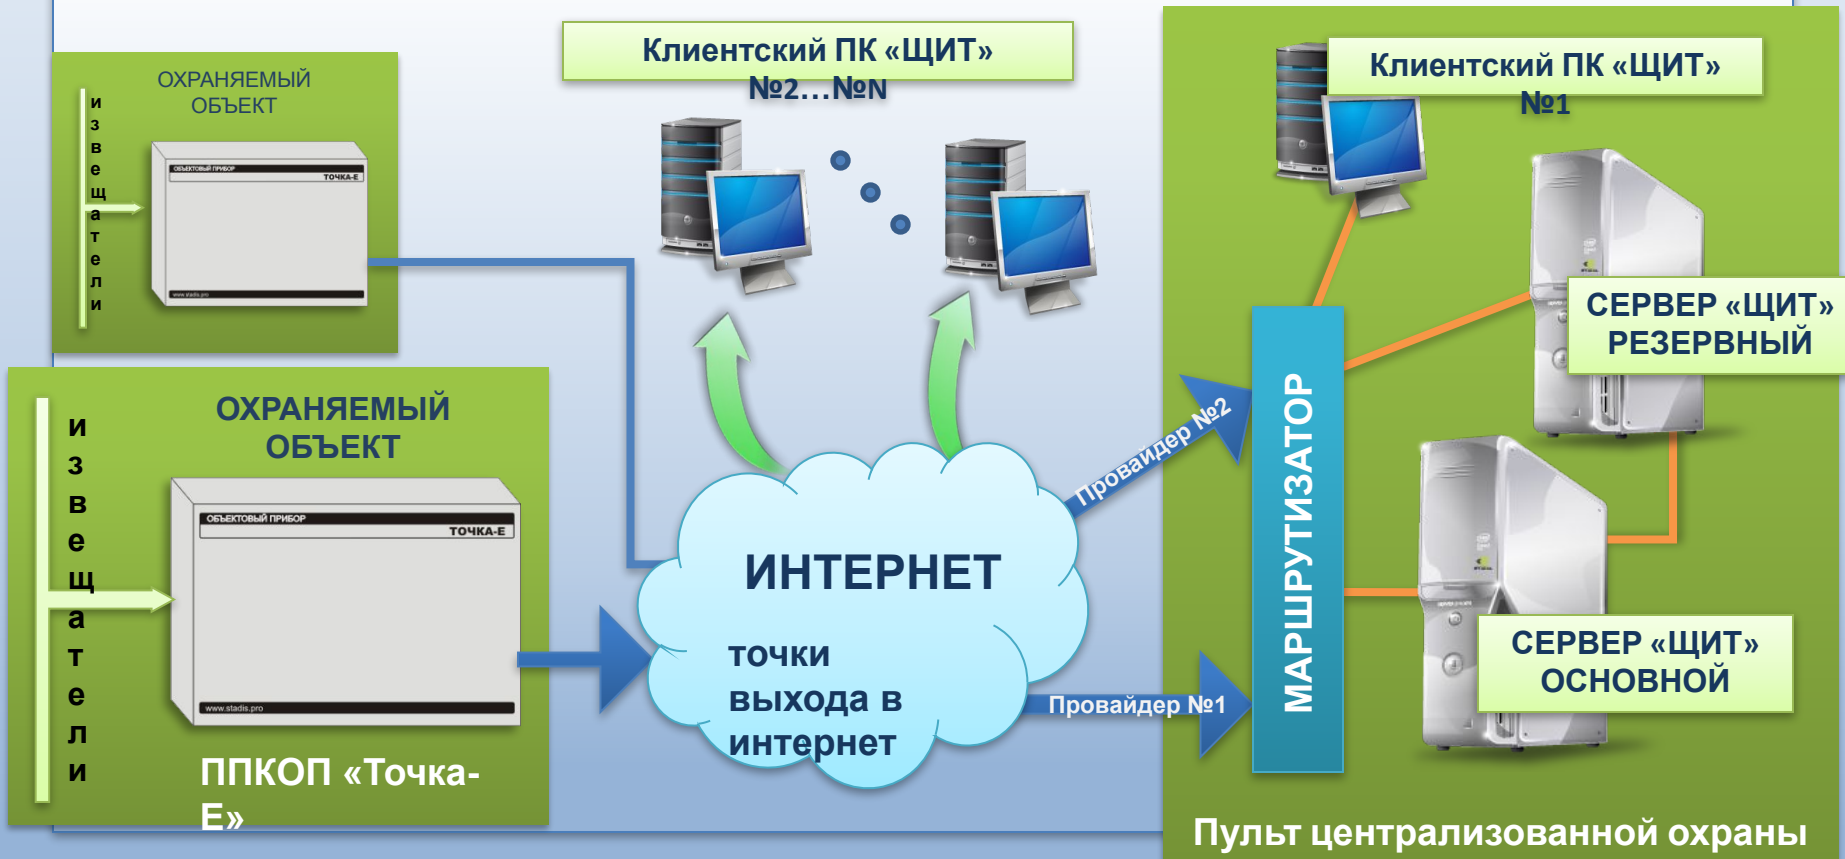 ОХРАНЯЕМЫЙ
ОБЪЕКТ
извещатели
ОБЪЕКТОВЫЙ ПРИБОР
ТОЧКА-Е
www.stadis.pro
Клиентский ПК «ЩИТ»
№2...№N
Клиентский ПК «ЩИТ»
№1
СЕРВЕР «ЩИТ»
РЕЗЕРВНЫЙ
ОХРАНЯЕМЫЙ
ОБЪЕКТ
извещатели
ОБЪЕКТОВЫЙ ПРИБОР
ТОЧКА-Е
www.stadis.pro
ППКОП «Точка-
Е»
ИНТЕРНЕТ
точки
выхода в
интернет
Провайдер №2
Провайдер №1
МАРШРУТИЗАТОР
СЕРВЕР «ЩИТ»
ОСНОВНОЙ
Пульт централизованной охраны